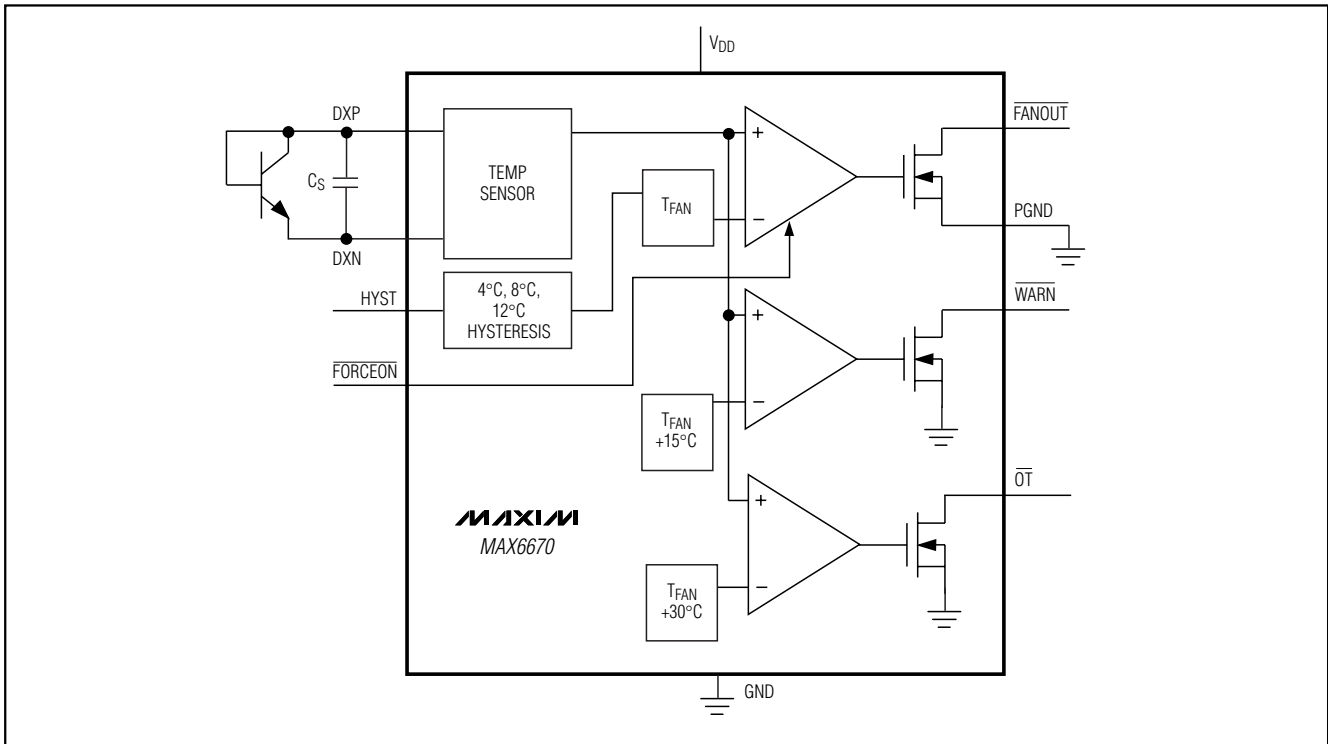 VDD
DXP
FANOUT
+
TEMP
SENSOR
CS
TFAN
−
PGND
DXN
HYST
4°C, 8°C,
12°C
HYSTERESIS
WARN
+
FORCEON
TFAN
+15°C
−
OT
+
MAXIM
MAX6670
TFAN
+30°C
−
GND